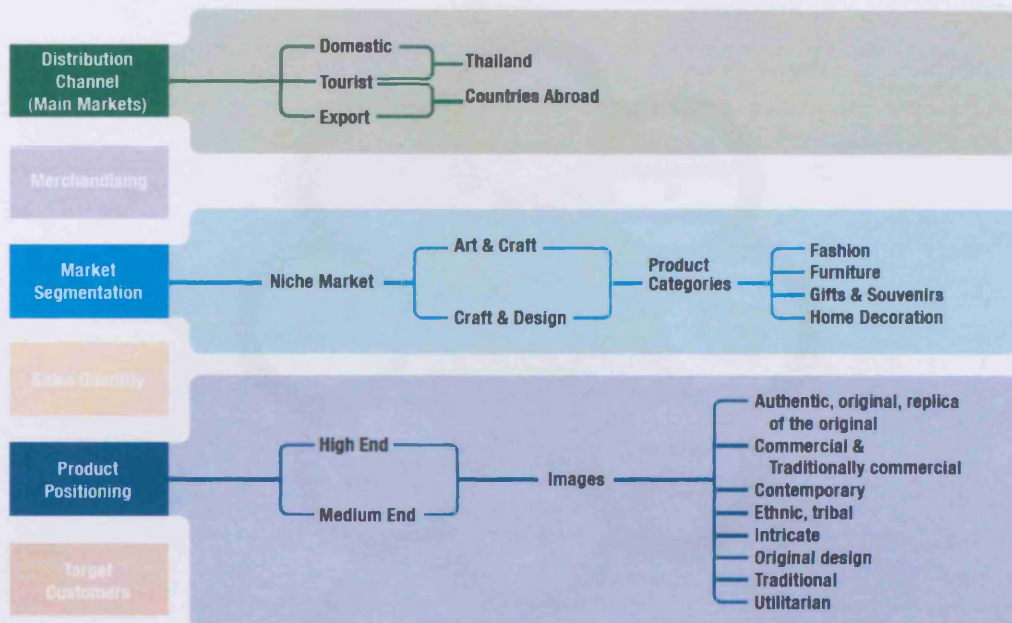 Distribution
Channel
(Main Markets)
Domestic
Tourist
Export
Thailand
Countries Abroad
Merchandising
Market
Segmentation
Niche Market
Art & Craft
Craft & Design
Product
Categories
Fashion
Furniture
Gifts & Souvenirs
Home Decoration
Sales Quantity
Product
Positioning
High End
Medium End
Images
Authentic, original, replica
of the original
Commercial &
Traditionally commercial
Contemporary
Ethnic, tribal
Intricate
Original design
Traditional
Utilitarian
Target
Customers